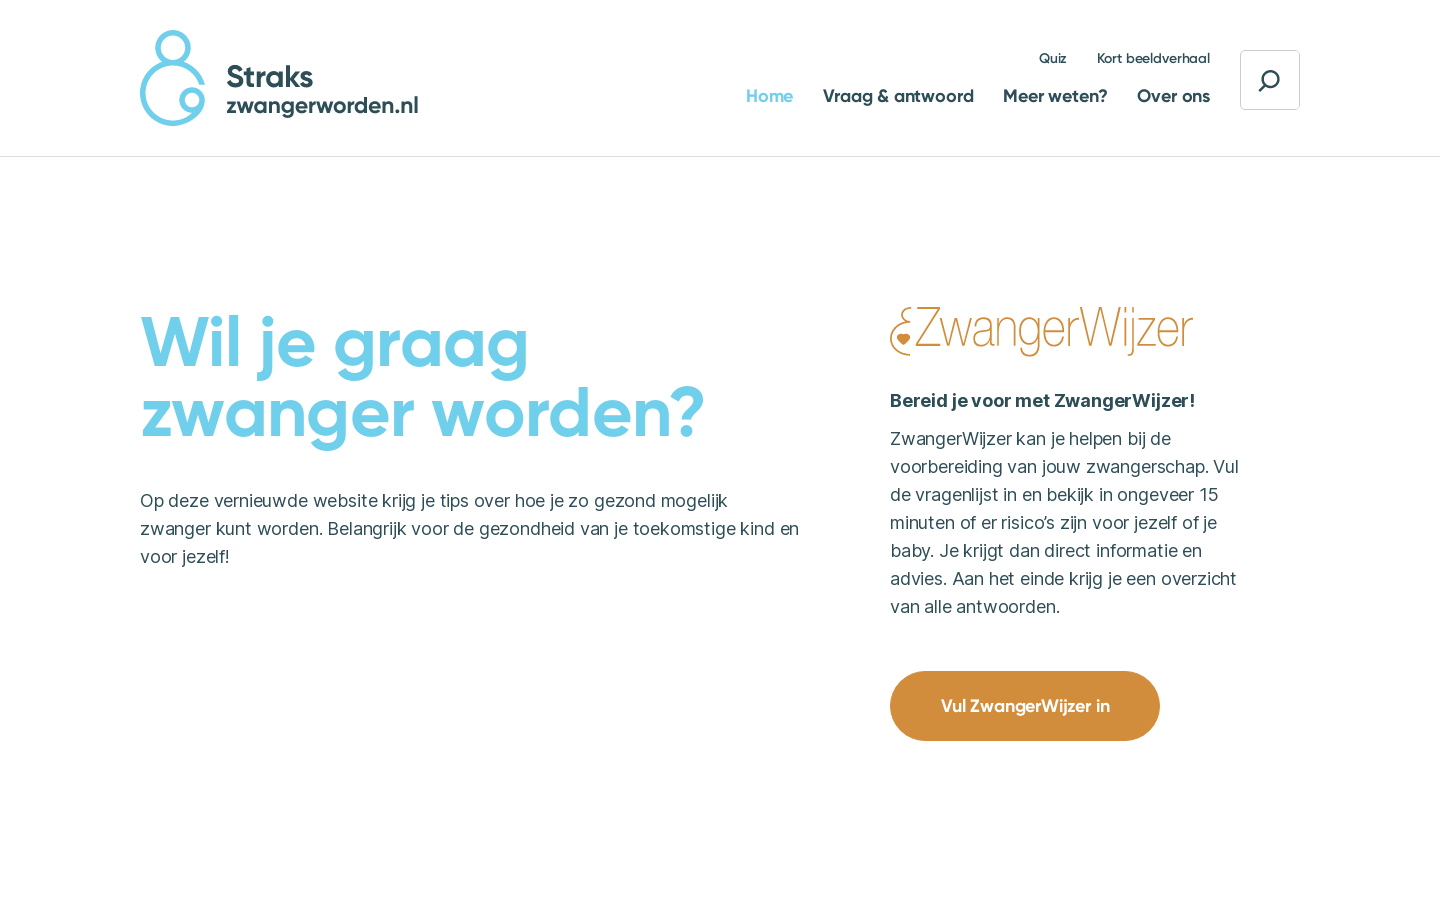 Straks
zwangerworden.nl
Quiz
Kort beeldverhaal
Home
Vraag & antwoord
Meer weten?
Over ons
Wil je graag
zwanger worden?
Op deze vernieuwde website krijg je tips over hoe je zo gezond mogelijk
zwanger kunt worden. Belangrijk voor de gezondheid van je toekomstige kind en
voor jezelf!
ZwangerWijzer
Bereid je voor met ZwangerWijzer!
ZwangerWijzer kan je helpen bij de
voorbereiding van jouw zwangerschap. Vul
de vragenlijst in en bekijk in ongeveer 15
minuten of er risico’s zijn voor jezelf of je
baby. Je krijgt dan direct informatie en
advies. Aan het einde krijg je een overzicht
van alle antwoorden.
Vul ZwangerWijzer in